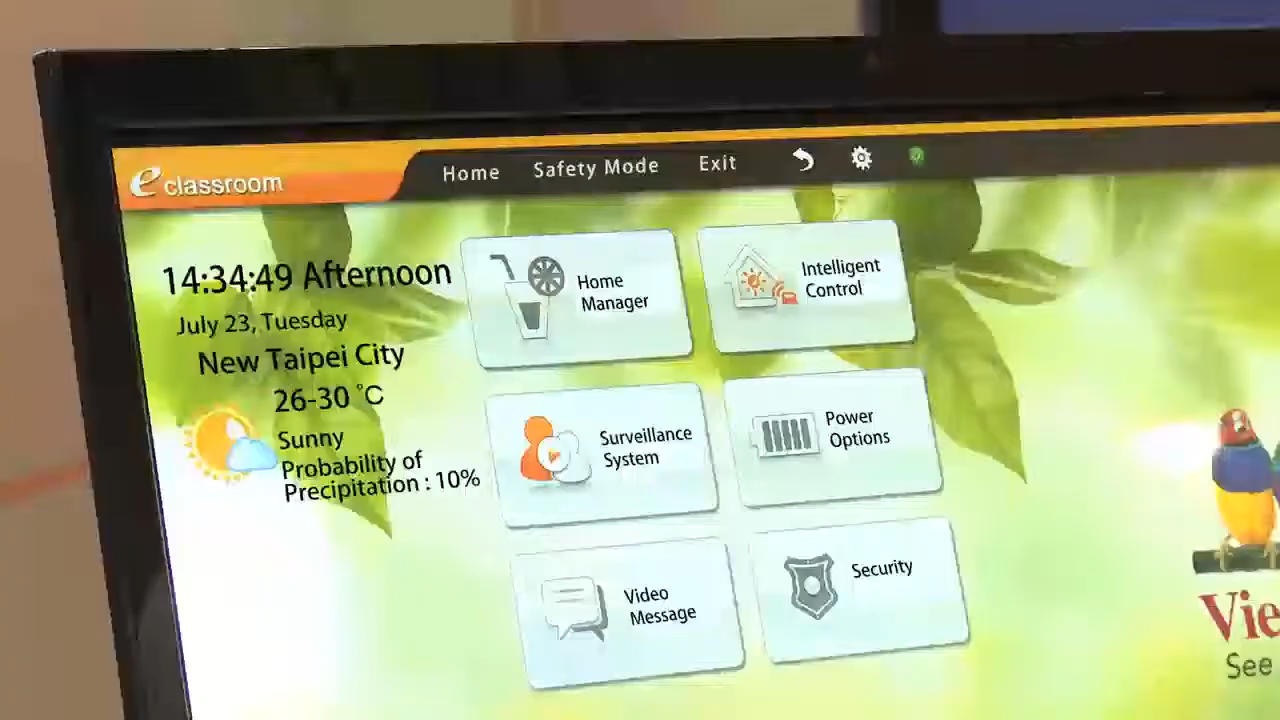 e classroom
Home Safety Mode Exit
14:34:49 Afternoon
July 23, Tuesday
New Taipei City
26-30 °C
Sunny
Probability of
Precipitation : 10%
Home
Manager
Intelligent
Control
Surveillance
System
Power
Options
Video
Message
Security
Vie
See